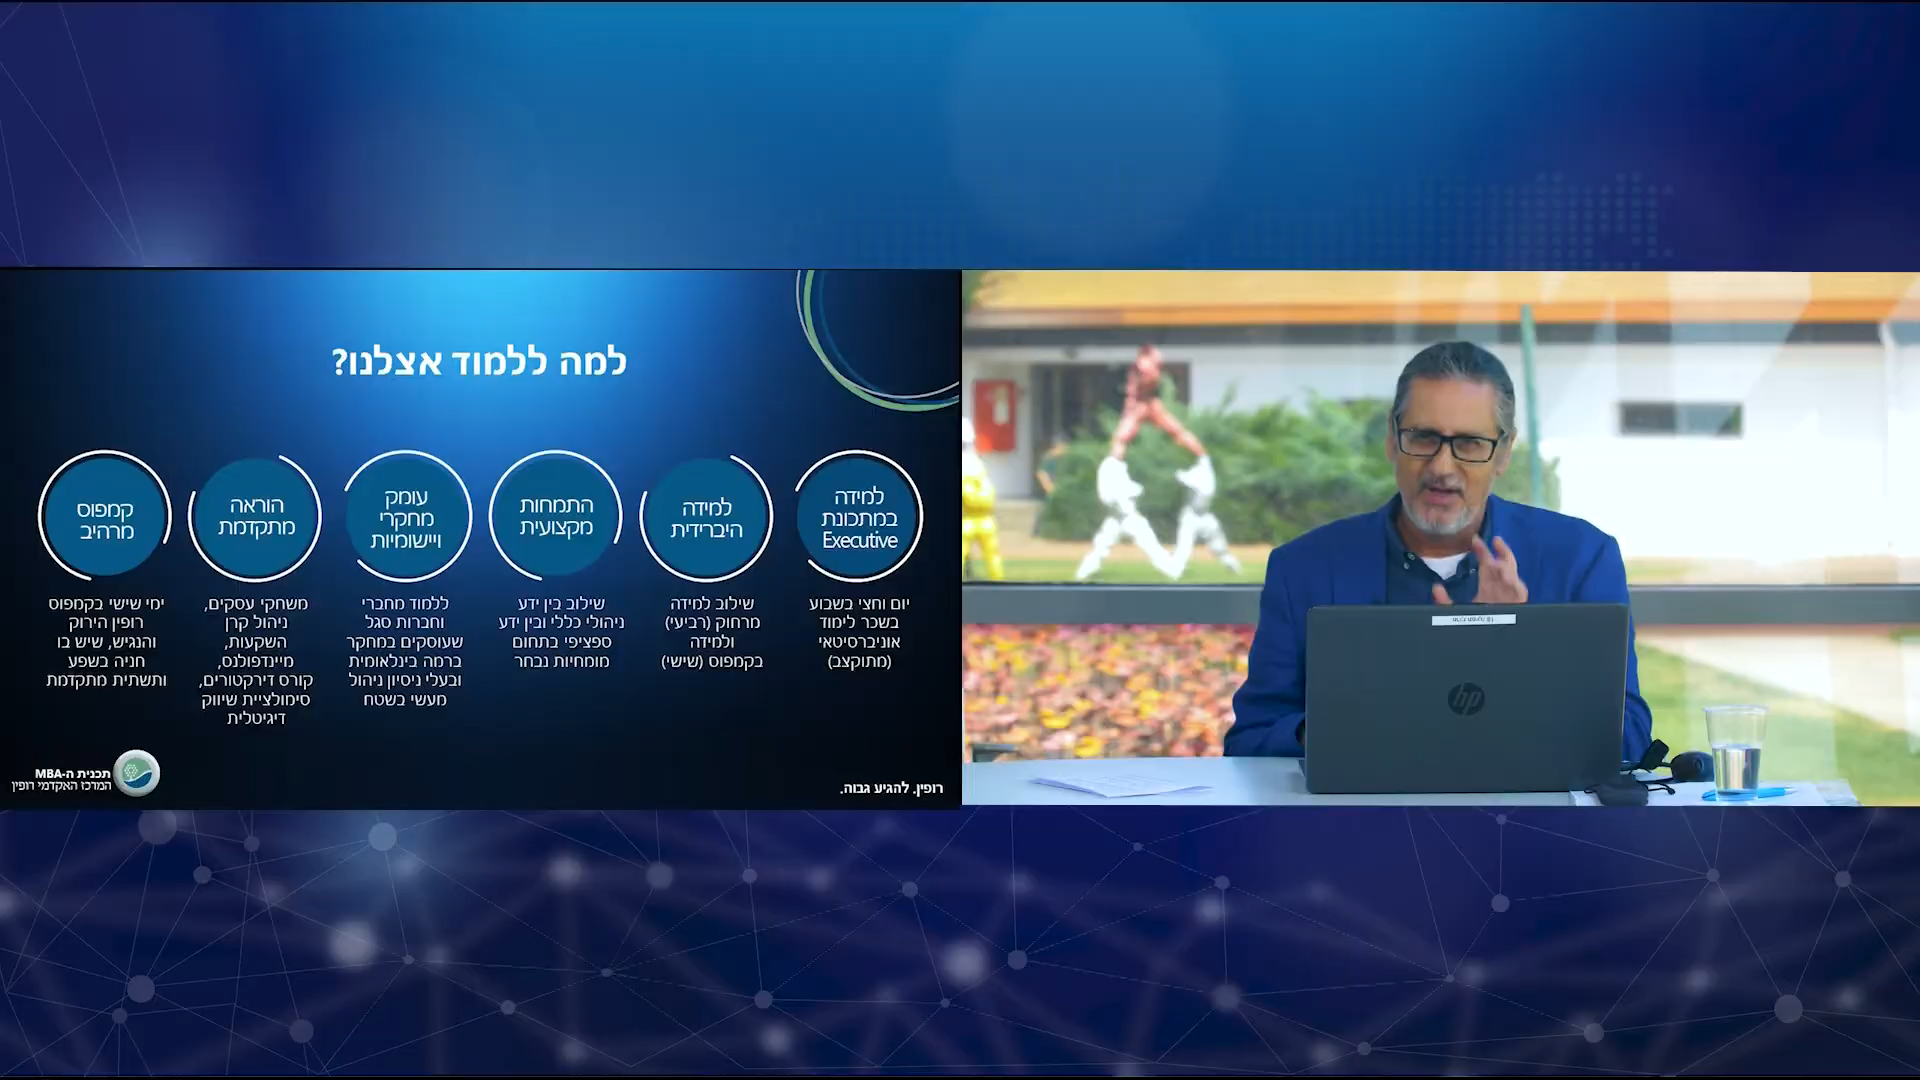 למה ללמוד אצלנו?
למידה
במתכונת
Executive
יום וחצי בשבוע
בשכר לימוד
אוניברסיטאי
(מתוקצב)
למידה
היברידית
שילוב למידה
מרחוק (רביעי)
ולמידה
בקמפוס (שישי)
התמחות
מקצועית
שילוב בין ידע
ניהולי כללי ובין ידע
ספציפי בתחום
מומחיות נבחר
עומק
מחקרי
ויישומיות
ללמוד מחברי
וחברות סגל
שעוסקים במחקר
ברמה בינלאומית
ובעלי ניסיון ניהול
מעשי בשטח
הוראה
מתקדמת
משחקי עסקים,
ניהול קרן
השקעות,
מיינדפולנס,
קורס דירקטורים,
סימולציית שיווק
דיגיטלית
קמפוס
מרהיב
ימי שישי בקמפוס
רופין הירוק
והנגיש, שיש בו
חניה בשפע
ותשתית מתקדמת
רופין. להגיע גבוה.
תכנית ה-MBA
המרכז האקדמי רופין
hp